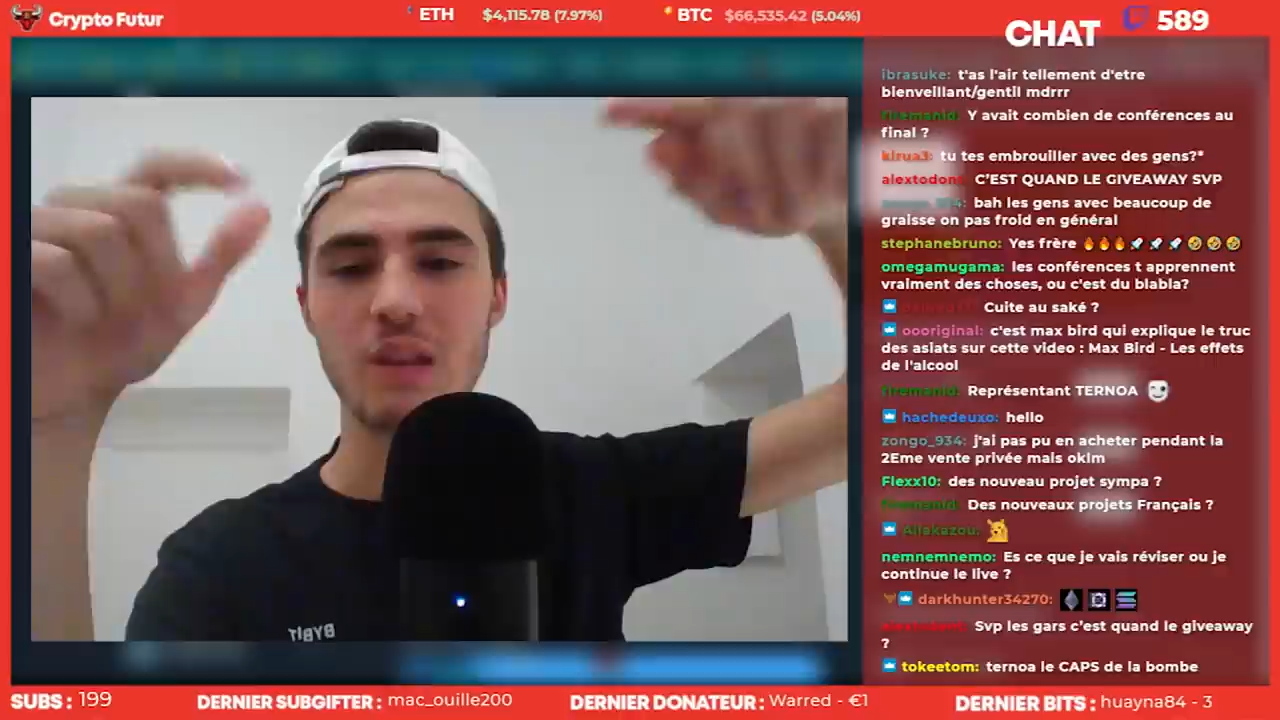 Crypto Futur
ETH $4,115.78 (7.97%)
BTC $66,535.42 (5.04%)
CHAT 589
ibrasuke: t'as l'air tellement d'etre
bienveillant/gentil mdrrr
firemanid: Y avait combien de conférences au
final ?
kirua3: tu tes embrouiller avec des gens?*
alextodons C'EST QUAND LE GIVEAWAY SVP
bah les gens avec beaucoup de
graisse on pas froid en général
stephanebruno: Yes frère 🔥🔥🔥🚀🚀🚀🤣🤣🤣
omegamugama: les conférences t apprennent
vraiment des choses, ou c'est du blabla?
Cuite au saké ?
oooriginal: c'est max bird qui explique le truc
des asiats sur cette video : Max Bird - Les effets
de l'alcool
firemanid: Représentant TERNOA
hachedeuxo: hello
zongo_934: j'ai pas pu en acheter pendant la
2Eme vente privée mais oklm
Flexx10: des nouveau projet sympa ?
firemanid: Des nouveaux projets Français ?
Allakazou:
nemnemnemo: Es ce que je vais réviser ou je
continue le live ?
darkhunter34270:
Svp les gars c'est quand le giveaway
?
tokeetom: ternoa le CAPS de la bombe
BYBIT
SUBS : 199
DERNIER SUBGIFTER : mac_ouille200
DERNIER DONATEUR : Warred - €1
DERNIER BITS : huayna84 - 3